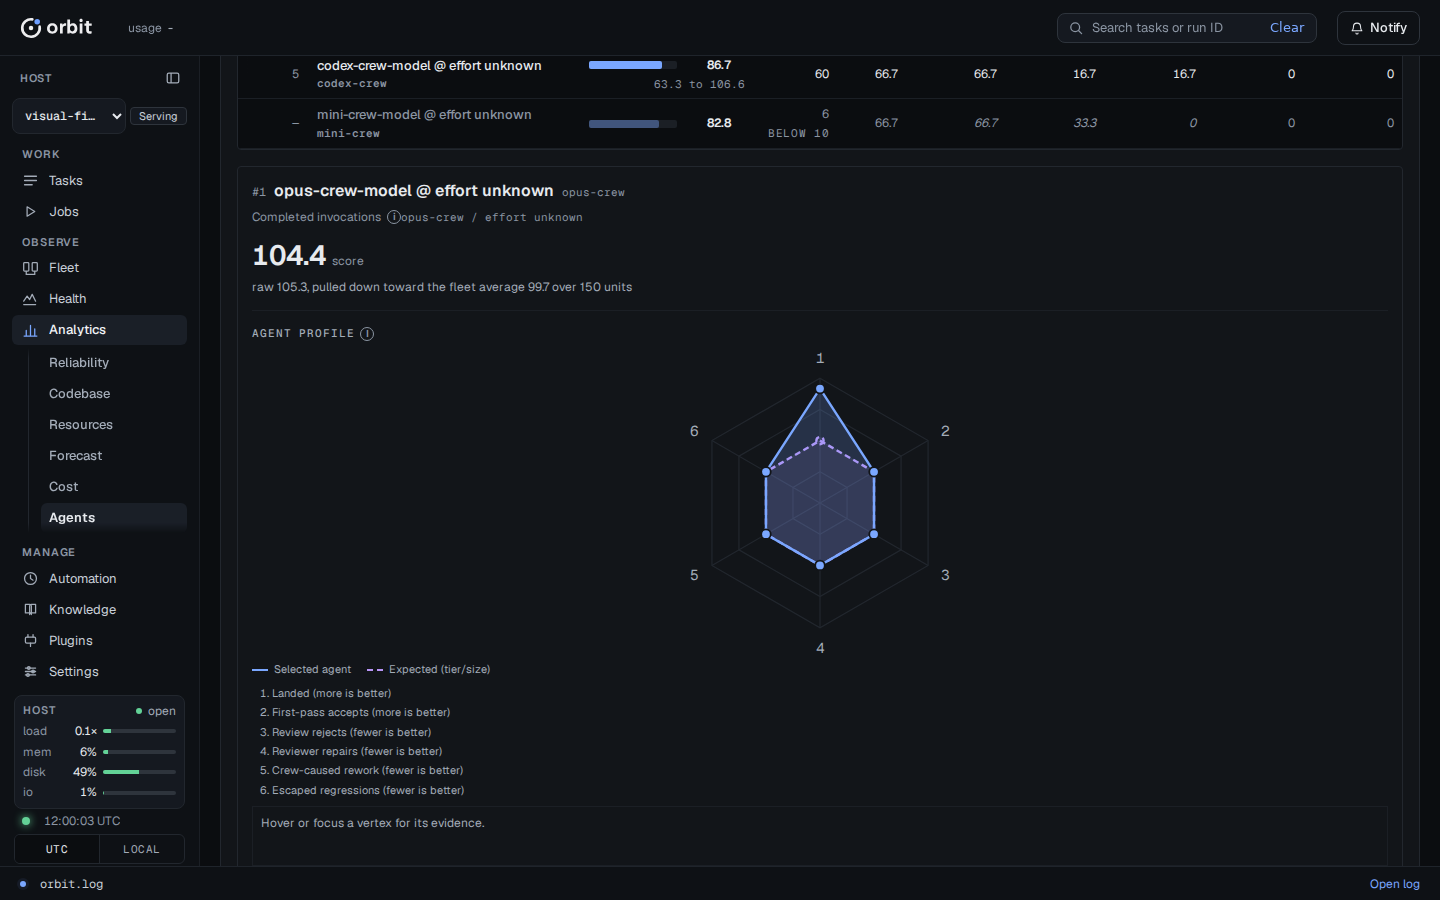 orbit
usage -
Search tasks or run ID
Clear
Notify
HOST
visual-fi…
Serving
WORK
Tasks
Jobs
OBSERVE
Fleet
Health
Analytics
Reliability
Codebase
Resources
Forecast
Cost
Agents
MANAGE
Automation
Knowledge
Plugins
Settings
HOST open
load 0.1×
mem 6%
disk 49%
io 1%
12:00:03 UTC
UTC LOCAL
5 codex-crew-model @ effort unknown 86.7 60 66.7 66.7 16.7 16.7 0 0
codex-crew 63.3 to 106.6
– mini-crew-model @ effort unknown 82.8 6 66.7 66.7 33.3 0 0 0
mini-crew BELOW 10
#1 opus-crew-model @ effort unknown opus-crew
Completed invocations i opus-crew / effort unknown
104.4 score
raw 105.3, pulled down toward the fleet average 99.7 over 150 units
AGENT PROFILE i
1
6 2
5 3
4
Selected agent Expected (tier/size)
1. Landed (more is better)
2. First-pass accepts (more is better)
3. Review rejects (fewer is better)
4. Reviewer repairs (fewer is better)
5. Crew-caused rework (fewer is better)
6. Escaped regressions (fewer is better)
Hover or focus a vertex for its evidence.
orbit.log
Open log